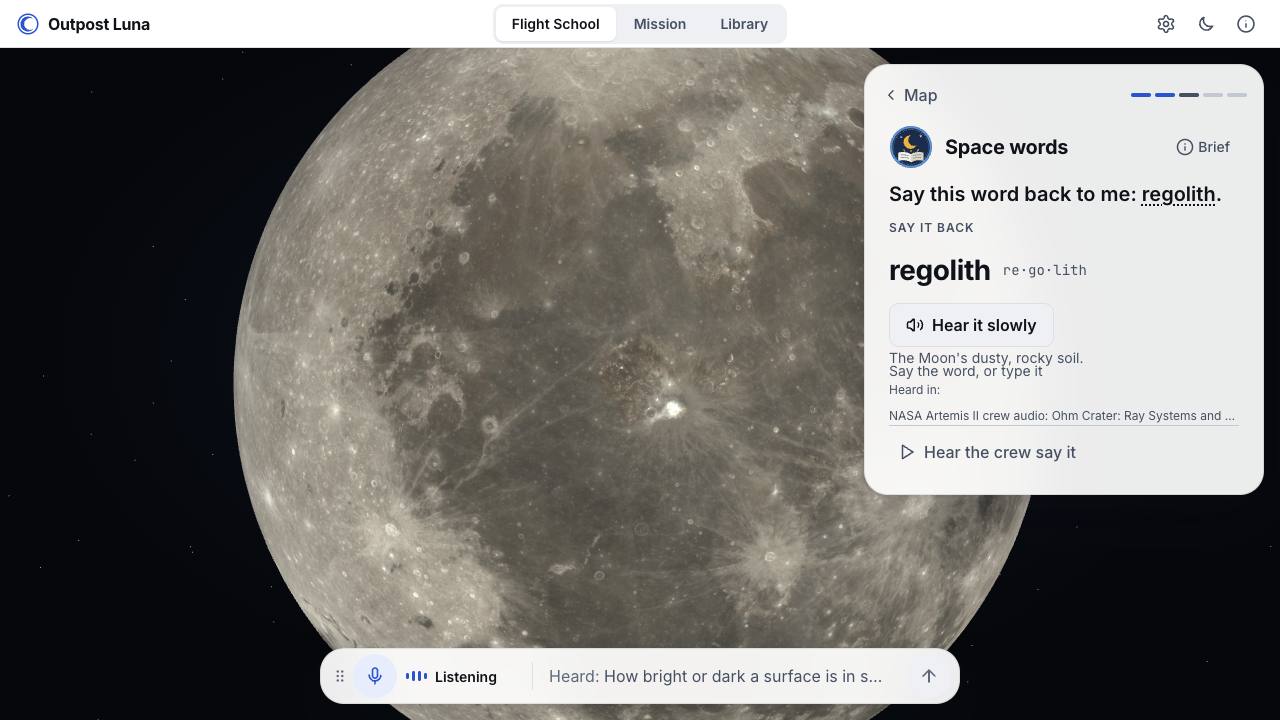 Outpost Luna
Flight School
Mission
Library
Map
Space words
Brief
Say this word back to me: regolith.
SAY IT BACK
regolith re·go·lith
Hear it slowly
The Moon's dusty, rocky soil.
Say the word, or type it
Heard in:
NASA Artemis II crew audio: Ohm Crater: Ray Systems and ...
Hear the crew say it
Listening
Heard: How bright or dark a surface is in s...